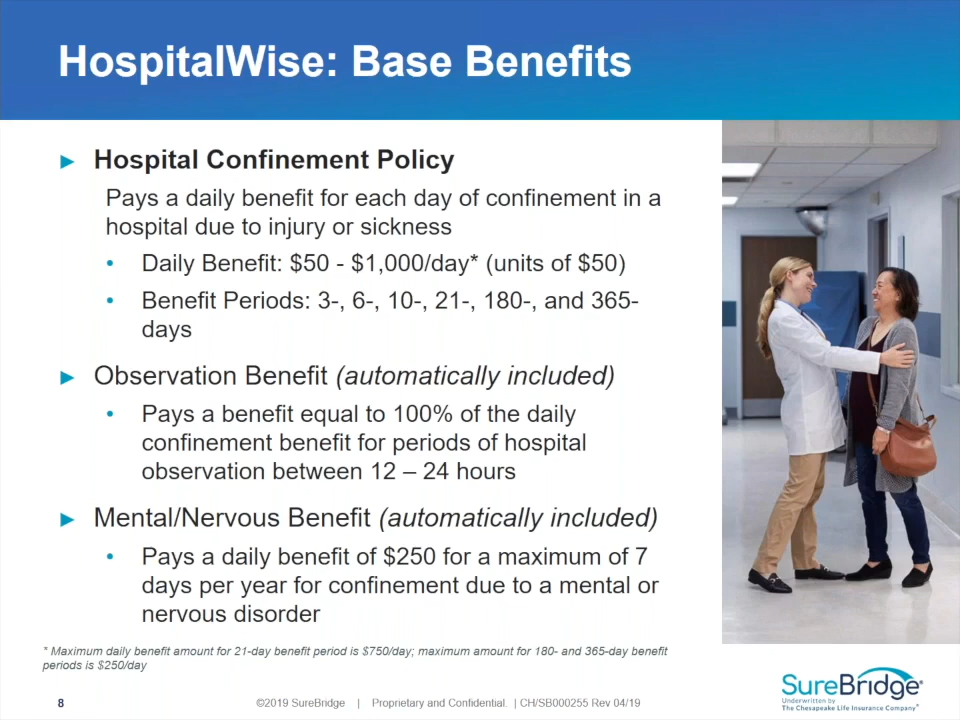 HospitalWise: Base Benefits
► Hospital Confinement Policy
Pays a daily benefit for each day of confinement in a
hospital due to injury or sickness
• Daily Benefit: $50 - $1,000/day* (units of $50)
• Benefit Periods: 3-, 6-, 10-, 21-, 180-, and 365-
days
► Observation Benefit (automatically included)
• Pays a benefit equal to 100% of the daily
confinement benefit for periods of hospital
observation between 12 – 24 hours
► Mental/Nervous Benefit (automatically included)
• Pays a daily benefit of $250 for a maximum of 7
days per year for confinement due to a mental or
nervous disorder
* Maximum daily benefit amount for 21-day benefit period is $750/day; maximum amount for 180- and 365-day benefit
periods is $250/day
8
©2019 SureBridge | Proprietary and Confidential. | CH/SB000255 Rev 04/19
SureBridge®
Underwritten by
The Chesapeake Life Insurance Company®